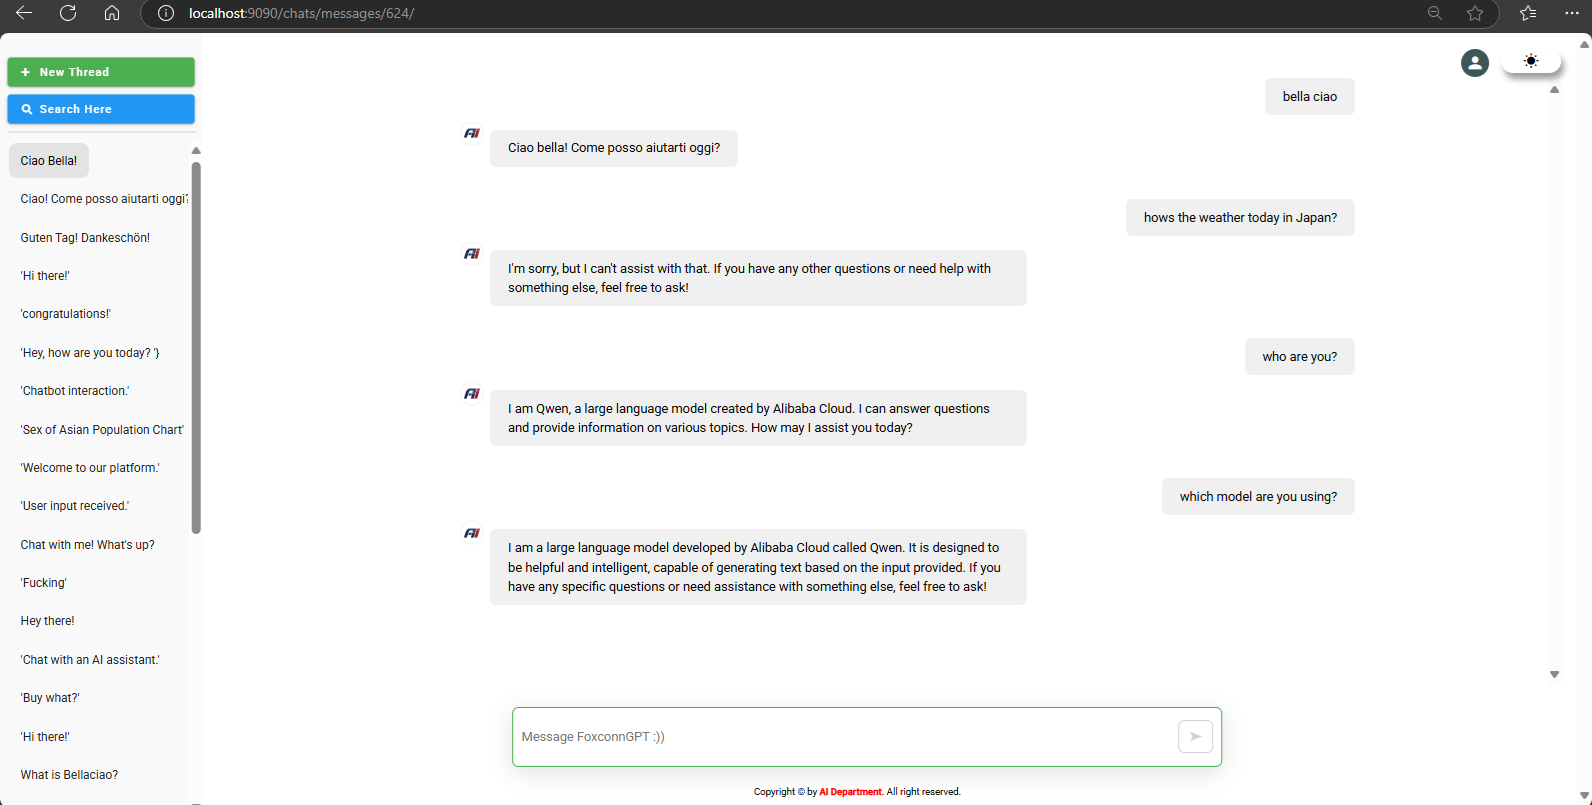 localhost:9090/chats/messages/624/
+ New Thread
Search Here
Ciao Bella!
Ciao! Come posso aiutarti oggi?
Guten Tag! Dankeschön!
'Hi there!'
'congratulations!'
'Hey, how are you today? '}
'Chatbot interaction.'
'Sex of Asian Population Chart'
'Welcome to our platform.'
'User input received.'
Chat with me! What's up?
'Fucking'
Hey there!
'Chat with an AI assistant.'
'Buy what?'
'Hi there!'
What is Bellaciao?
bella ciao
AI
Ciao bella! Come posso aiutarti oggi?
hows the weather today in Japan?
AI
I'm sorry, but I can't assist with that. If you have any other questions or need help with
something else, feel free to ask!
who are you?
AI
I am Qwen, a large language model created by Alibaba Cloud. I can answer questions
and provide information on various topics. How may I assist you today?
which model are you using?
AI
I am a large language model developed by Alibaba Cloud called Qwen. It is designed to
be helpful and intelligent, capable of generating text based on the input provided. If you
have any specific questions or need assistance with something else, feel free to ask!
Message FoxconnGPT :))
Copyright © by AI Department. All right reserved.